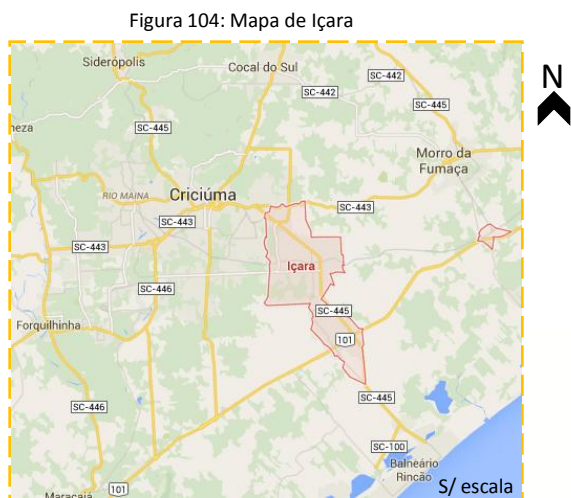 Figura 104: Mapa de Içara
N
Siderópolis
Cocal do Sul
SC-442
SC-442
SC-445
neza
SC-445
Morro da
Fumaça
RIO MAINA
Criciúma
SC-443
SC-443
SC-443
Içara
SC-446
SC-445
Forquilhinha
101
SC-445
SC-446
SC-100
Balneário
Rincão
101
Maracajá
S/ escala